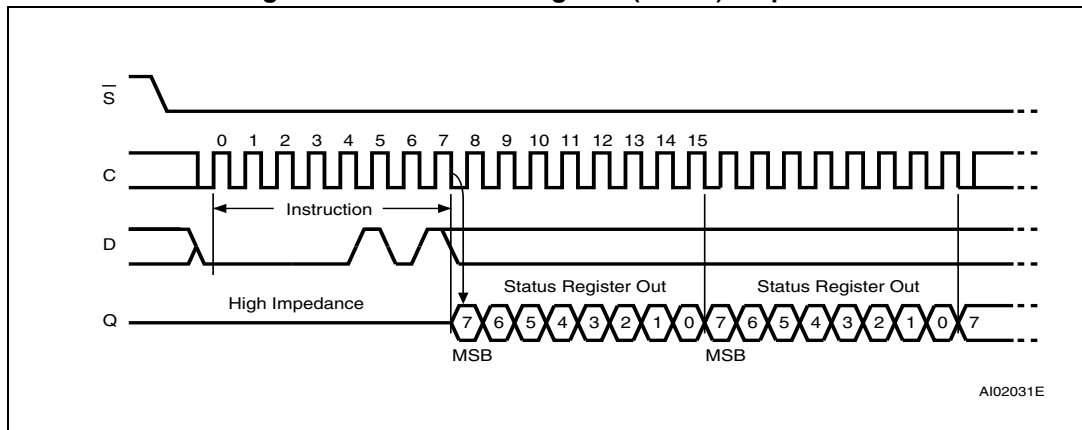 S
0 1 2 3 4 5 6 7 8 9 10 11 12 13 14 15
C
Instruction
D
Status Register Out Status Register Out
High Impedance
Q 7 6 5 4 3 2 1 0 7 6 5 4 3 2 1 0 7
MSB MSB
AI02031E